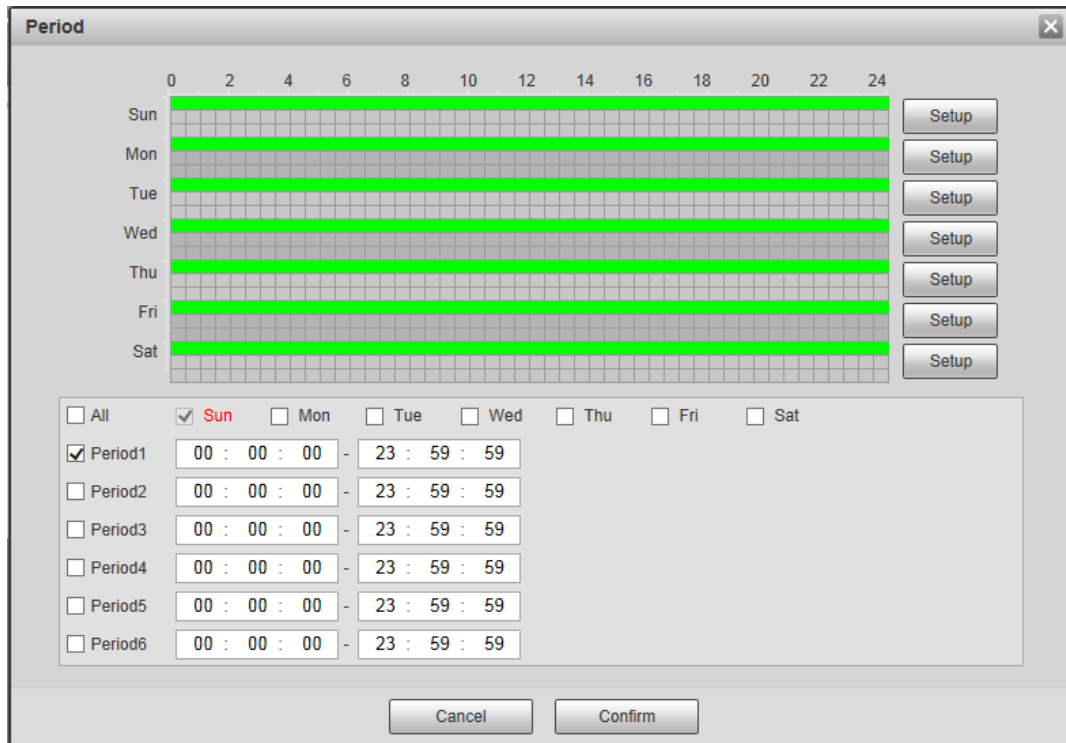 Period
0 2 4 6 8 10 12 14 16 18 20 22 24
Sun Setup
Mon Setup
Tue Setup
Wed Setup
Thu Setup
Fri Setup
Sat Setup
All Sun Mon Tue Wed Thu Fri Sat
Period1 00 : 00 : 00 - 23 : 59 : 59
Period2 00 : 00 : 00 - 23 : 59 : 59
Period3 00 : 00 : 00 - 23 : 59 : 59
Period4 00 : 00 : 00 - 23 : 59 : 59
Period5 00 : 00 : 00 - 23 : 59 : 59
Period6 00 : 00 : 00 - 23 : 59 : 59
Cancel Confirm